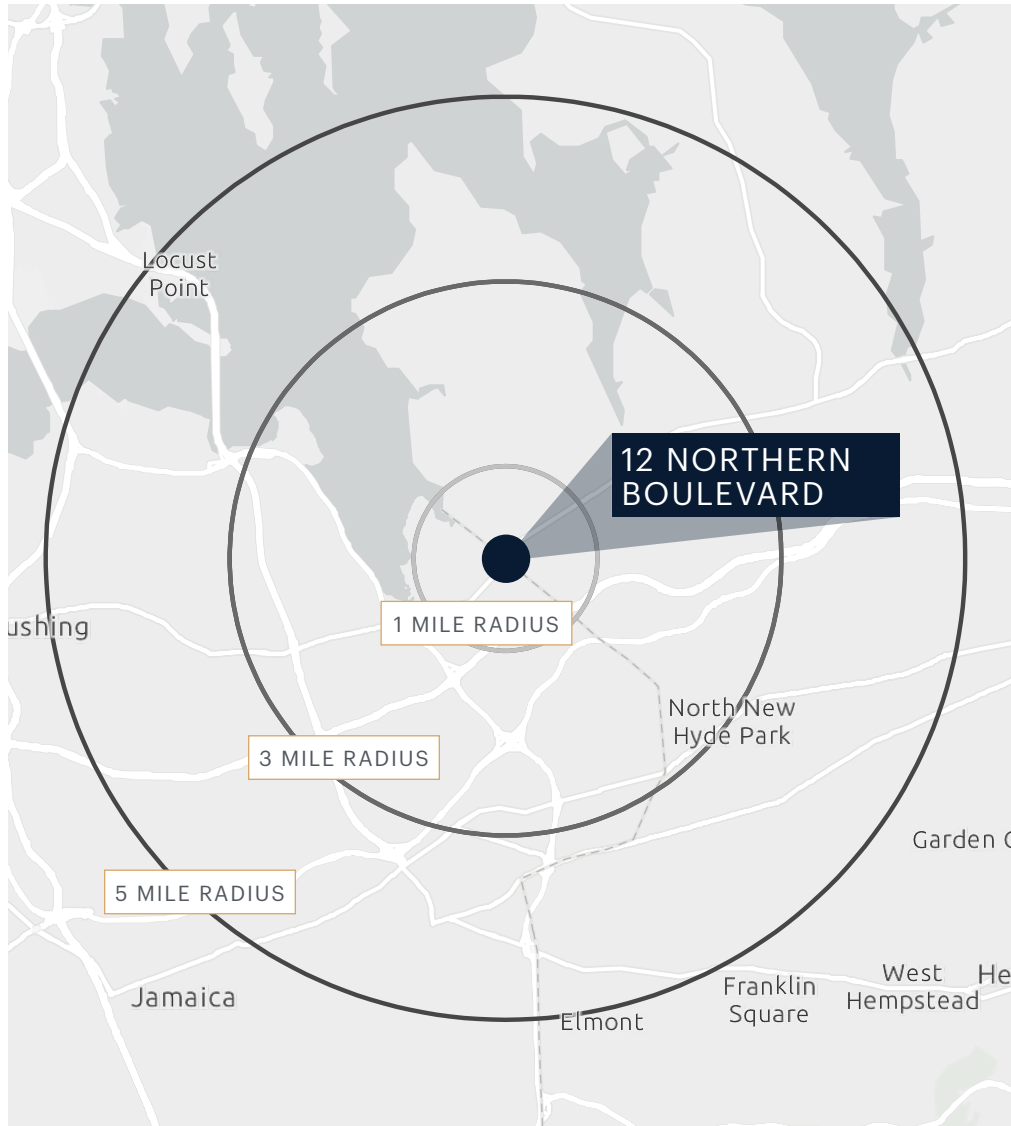 Locust
Point
12 NORTHERN
BOULEVARD
1 MILE RADIUS
ushing
North New
Hyde Park
3 MILE RADIUS
Garden
5 MILE RADIUS
West
Hempstead
He
Franklin
Square
Jamaica
Elmont